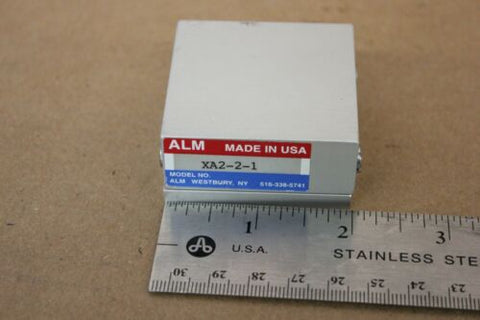 ALM MADE IN USA
XA2-2-1
MODEL NO.
ALM WESTBURY, NY 516-338-5741
1 2 3
U.S.A. STAINLESS STE
30 29 28 27 26 25 24 23